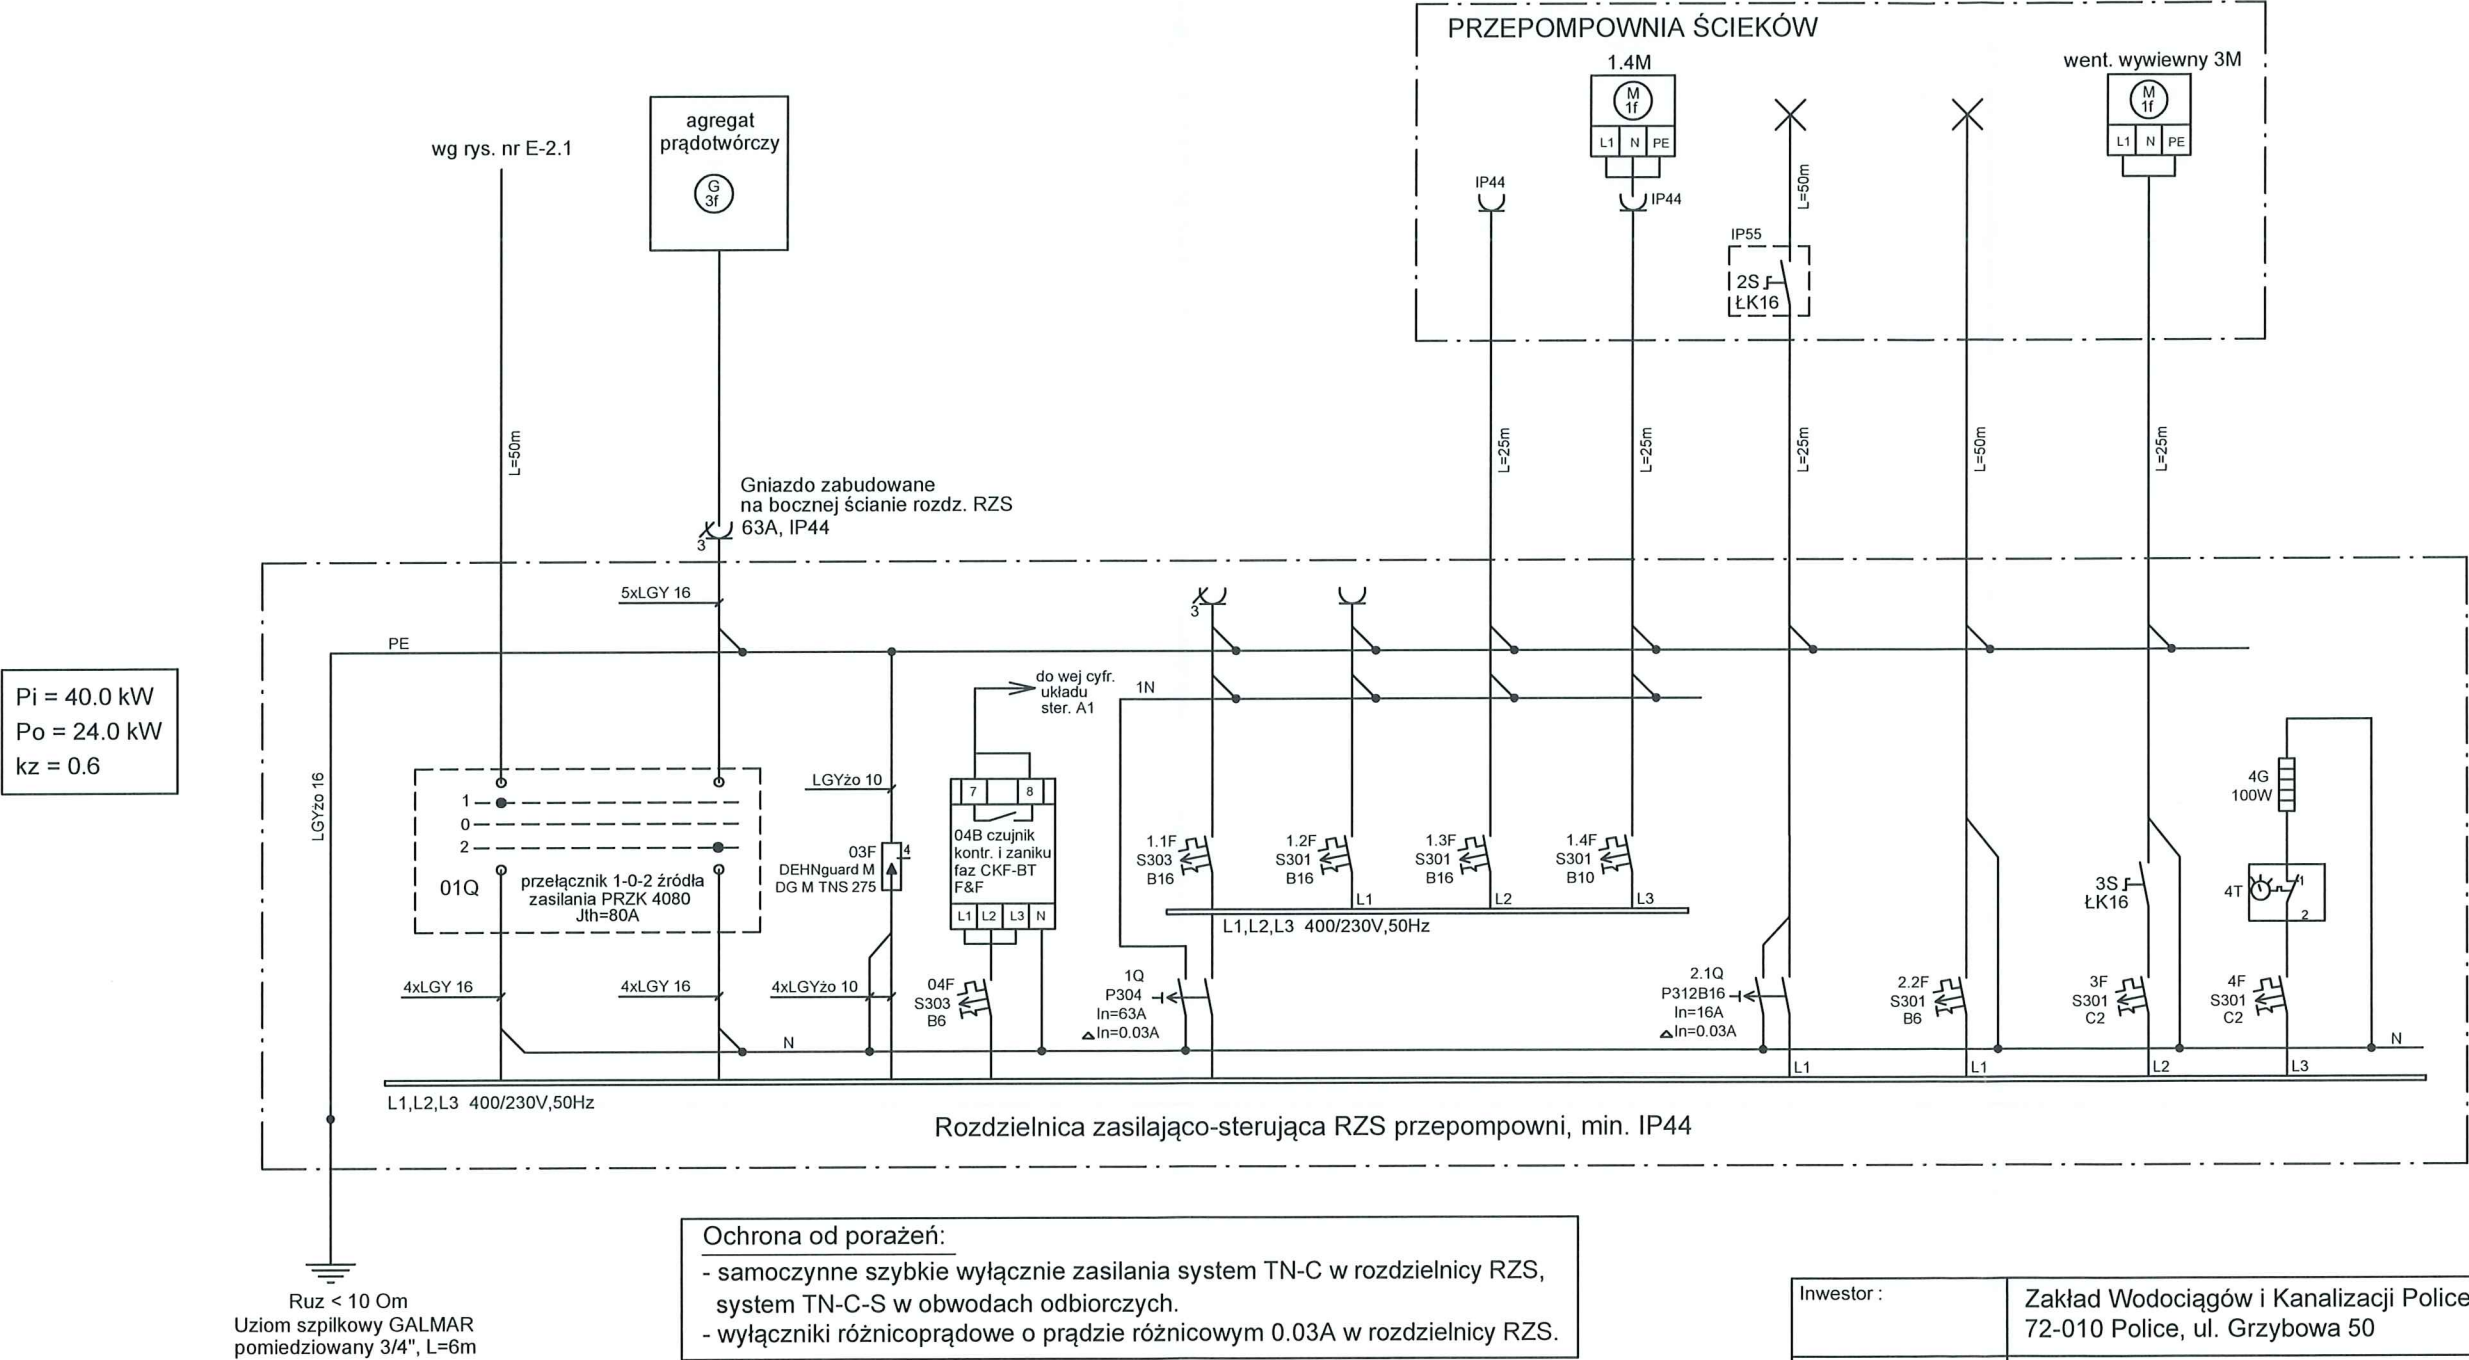 PRZEPOMPOWNIA ŚCIEKÓW
1.4M
M
1f
L1 N PE
IP44
IP44
L=50m
IP55
2S
ŁK16
went. wywiewny 3M
M
1f
L1 N PE
wg rys. nr E-2.1
agregat
prądotwórczy
G
3f
L=50m
L=25m
L=25m
L=25m
L=50m
L=25m
Gniazdo zabudowane
na bocznej ścianie rozdz. RZS
63A, IP44
3
5xLGY 16
3
PE
Pi = 40.0 kW
Po = 24.0 kW
kz = 0.6
LGYżo 16
do wej cyfr.
układu
ster. A1
1N
1
0
2
01Q
przełącznik 1-0-2 źródła
zasilania PRZK 4080
Jth=80A
LGYżo 10
03F
4
DEHNguard M
DG M TNS 275
7 8
04B czujnik
kontr. i zaniku
faz CKF-BT
F&F
L1 L2 L3 N
1.1F
S303
B16
1.2F
S301
B16
1.3F
S301
B16
1.4F
S301
B10
L1
L2
L3
L1,L2,L3 400/230V,50Hz
4G
100W
4T
1
2
3S
ŁK16
4xLGY 16
4xLGY 16
4xLGYżo 10
04F
S303
B6
1Q
P304
In=63A
△In=0.03A
2.1Q
P312B16
In=16A
△In=0.03A
2.2F
S301
B6
3F
S301
C2
4F
S301
C2
N
N
L1
L1
L2
L3
L1,L2,L3 400/230V,50Hz
Rozdzielnica zasilająco-sterująca RZS przepompowni, min. IP44
Ruz < 10 Om
Uziom szpilkowy GALMAR
pomiedziowany 3/4", L=6m
Ochrona od porażeń:
- samoczynne szybkie wyłącznie zasilania system TN-C w rozdzielnicy RZS,
system TN-C-S w obwodach odbiorczych.
- wyłączniki różnicoprądowe o prądzie różnicowym 0.03A w rozdzielnicy RZS.
Inwestor :
Zakład Wodociągów i Kanalizacji Police
72-010 Police, ul. Grzybowa 50